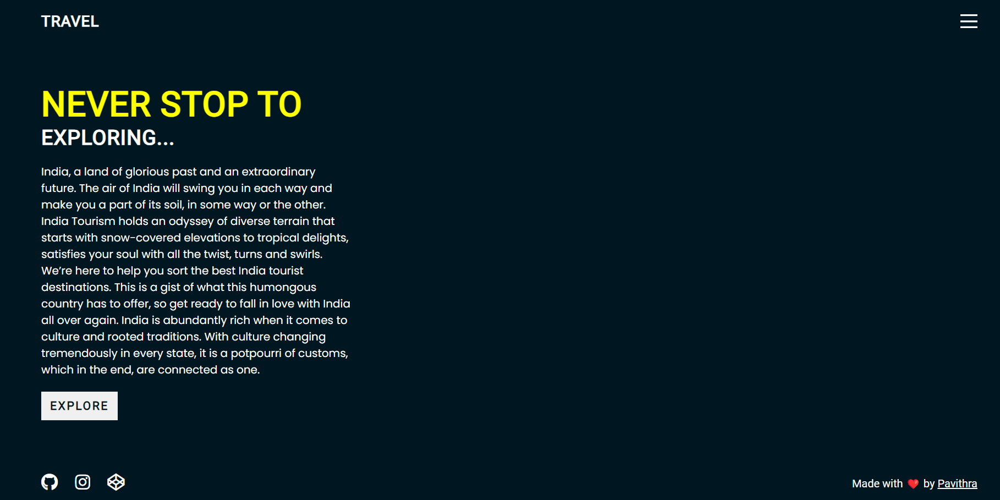 TRAVEL
NEVER STOP TO
EXPLORING...
India, a land of glorious past and an extraordinary
future. The air of India will swing you in each way and
make you a part of its soil, in some way or the other.
India Tourism holds an odyssey of diverse terrain that
starts with snow-covered elevations to tropical delights,
satisfies your soul with all the twist, turns and swirls.
We’re here to help you sort the best India tourist
destinations. This is a gist of what this humongous
country has to offer, so get ready to fall in love with India
all over again. India is abundantly rich when it comes to
culture and rooted traditions. With culture changing
tremendously in every state, it is a potpourri of customs,
which in the end, are connected as one.
EXPLORE
Made with ❤️ by Pavithra